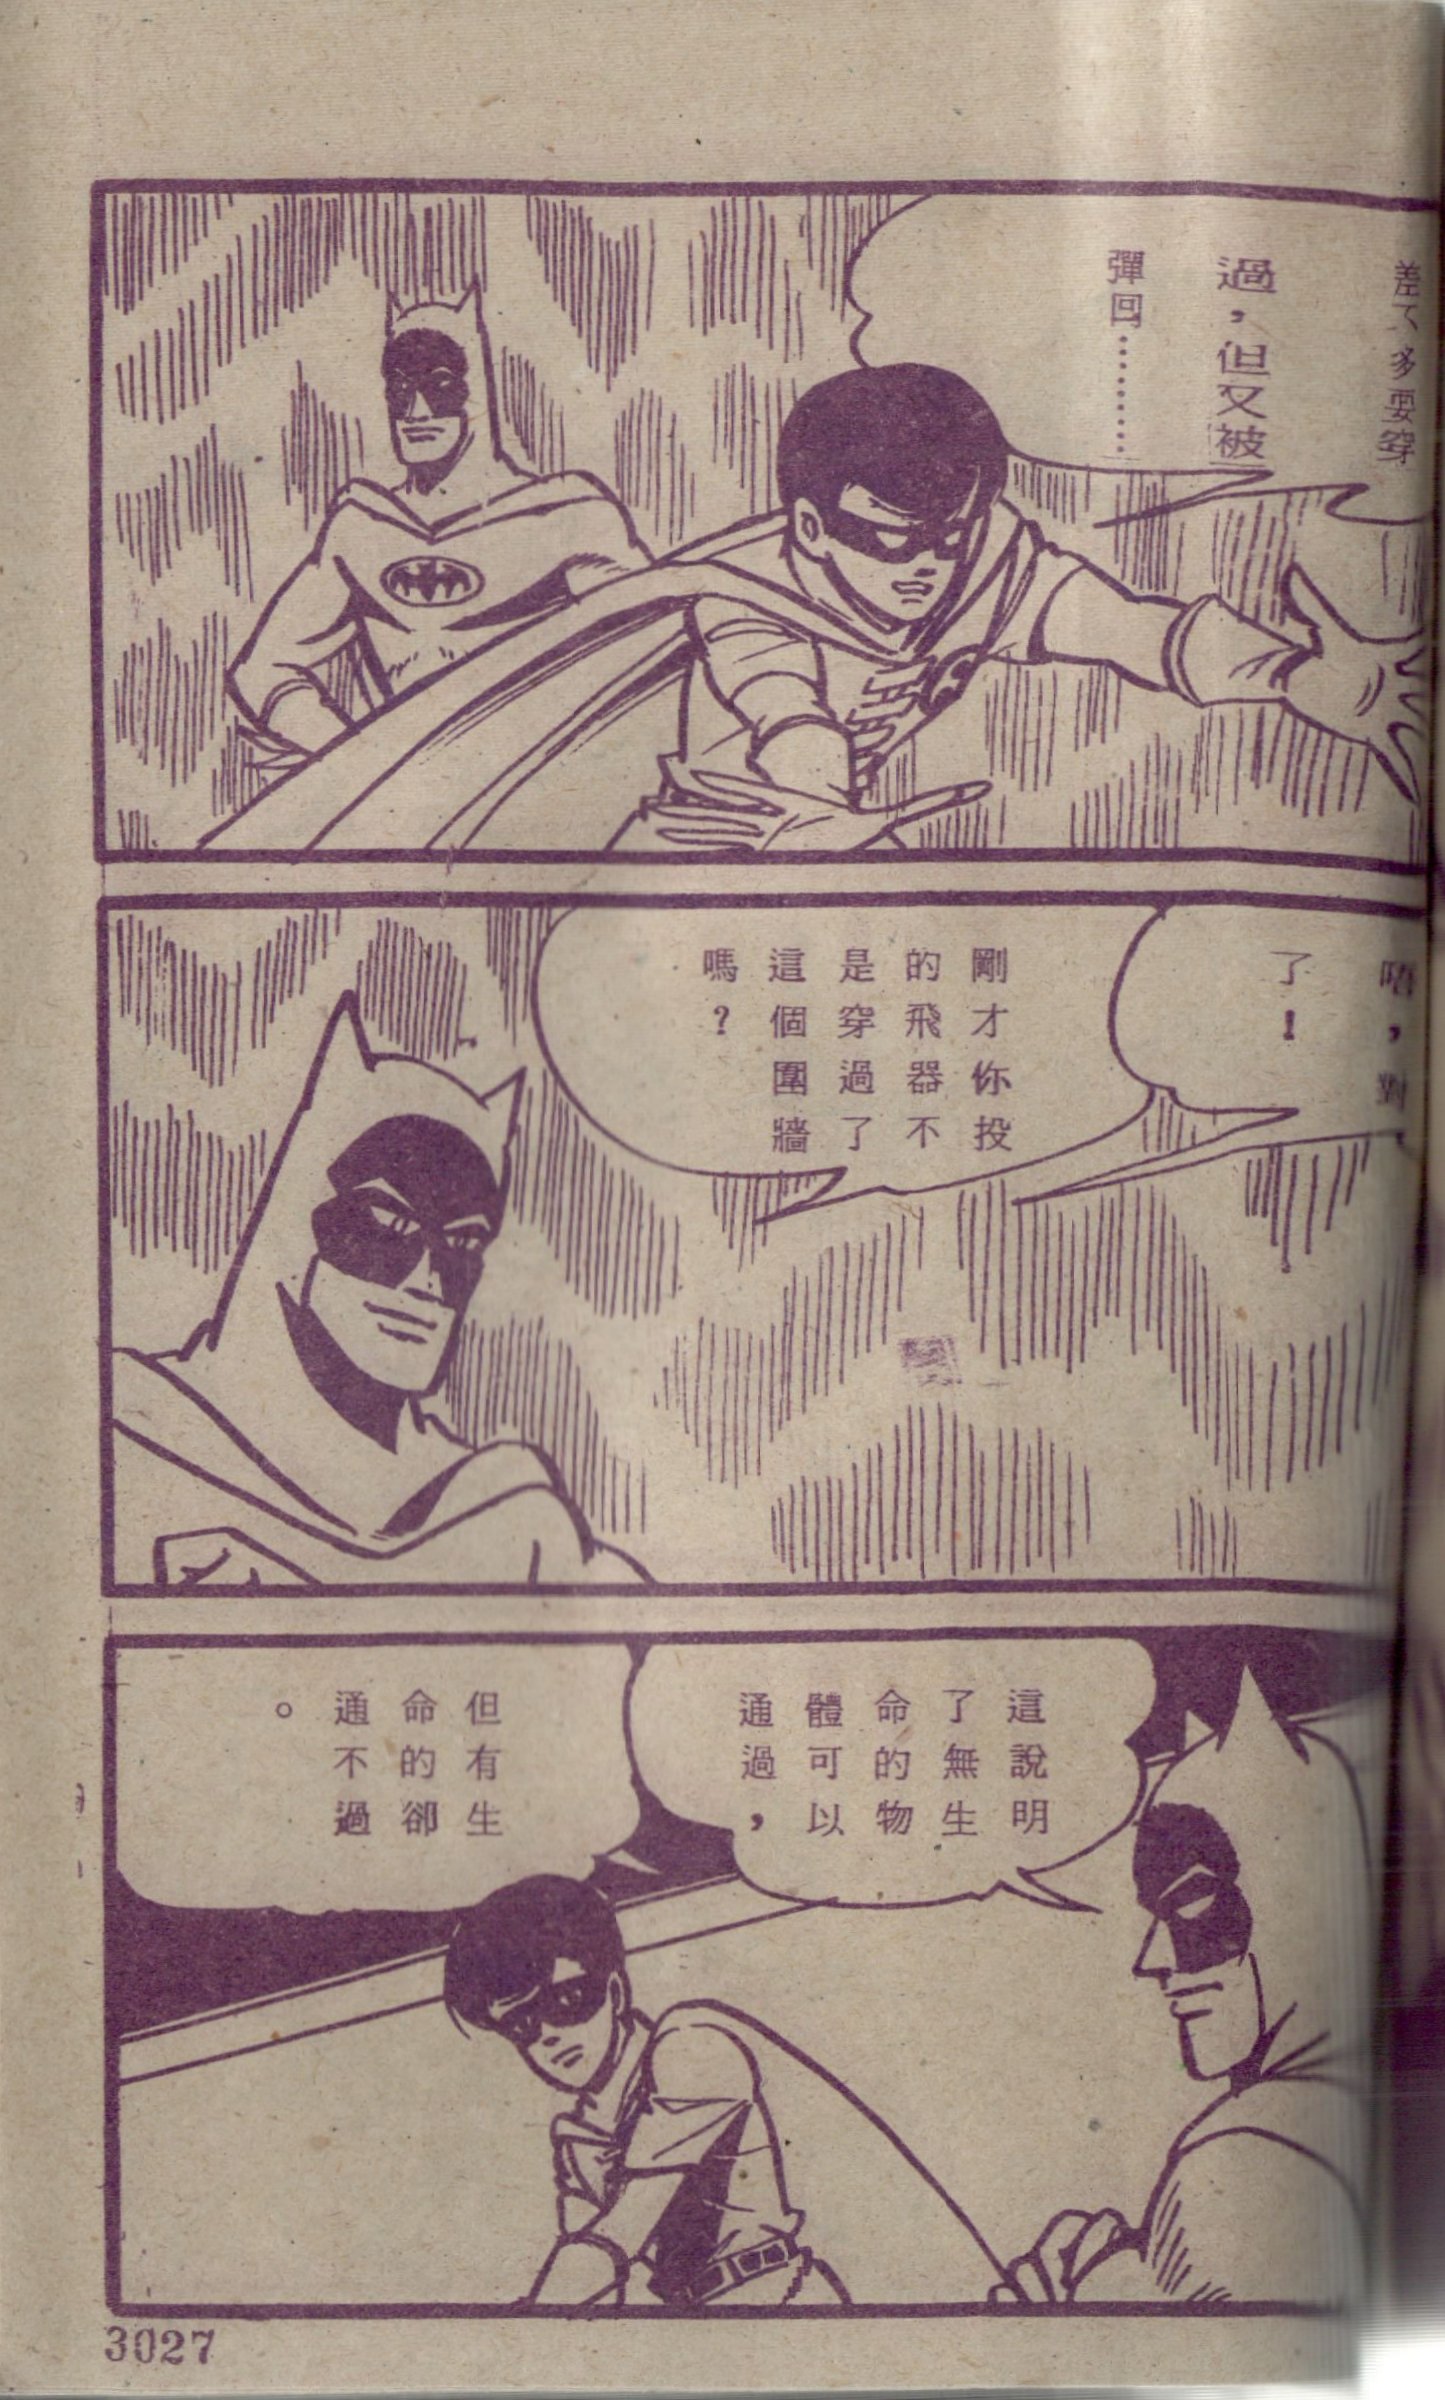 差不多要穿
過，但又被
彈回………
唔，對
了！
剛才你投
的飛器不
是穿過了
這個圍牆
嗎？
這說明
了無生
命的物
體可以
通過，
但有生
命的卻
通不過
。
3027